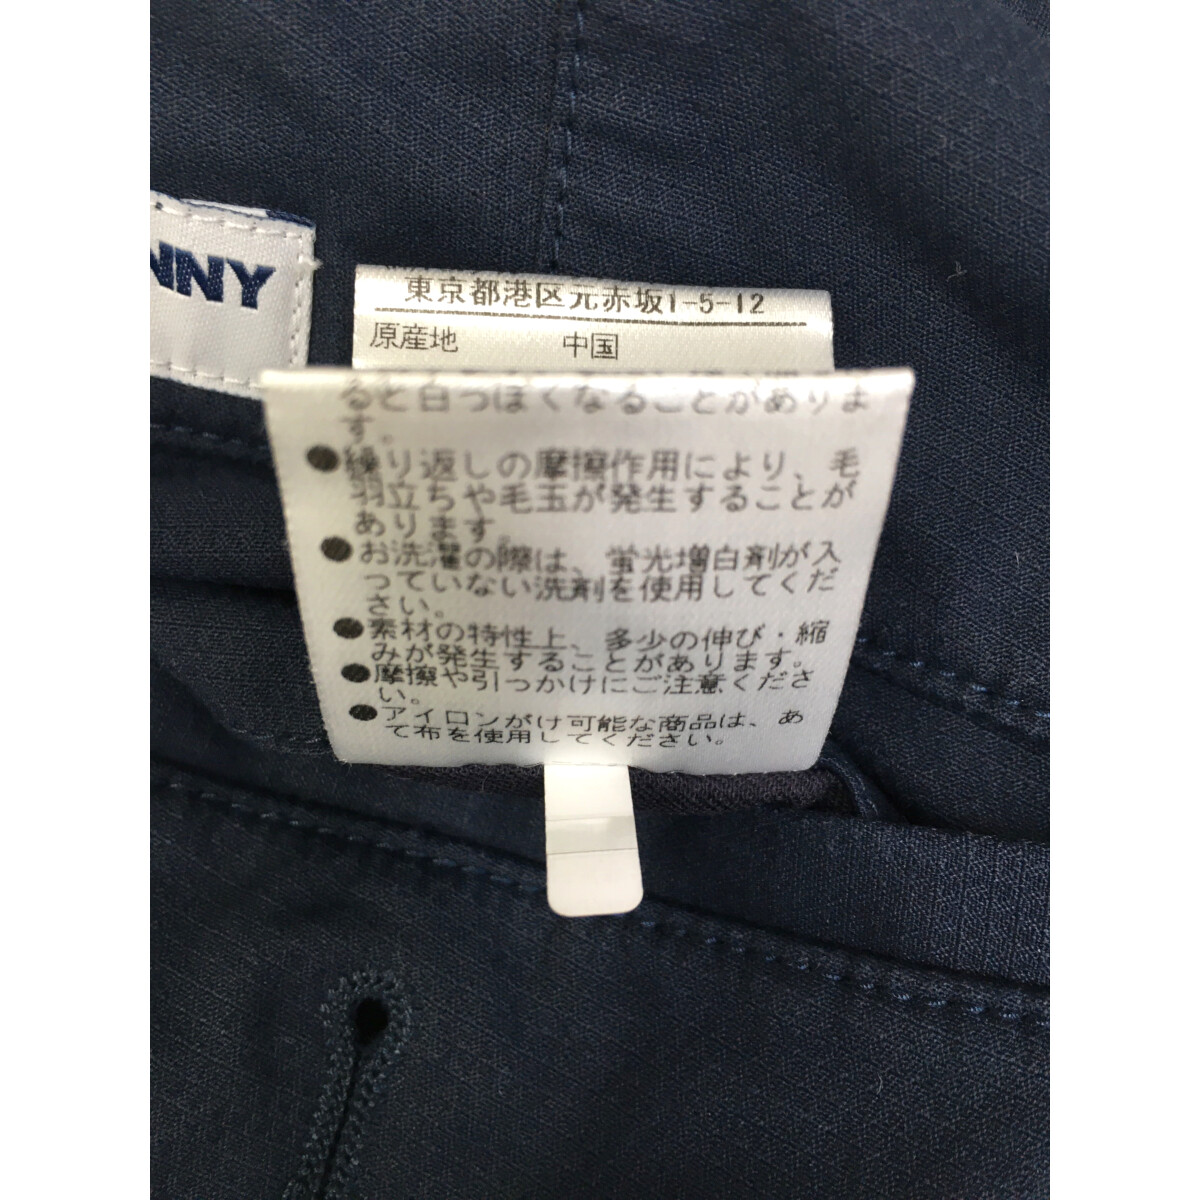 NNY
東京都港区元赤坂1-5-12
原産地 中国
ると白っぽくなることがありま
す。
●繰り返しの摩擦作用により、毛
羽立ちや毛玉が発生することが
あります。
●お洗濯の際は、蛍光増白剤が入
っていない洗剤を使用してくだ
さい。
●素材の特性上、多少の伸び・縮
みが発生することがあります。
●摩擦や引っかけにご注意くださ
い。
●アイロンがけ可能な商品は、あ
て布を使用してください。